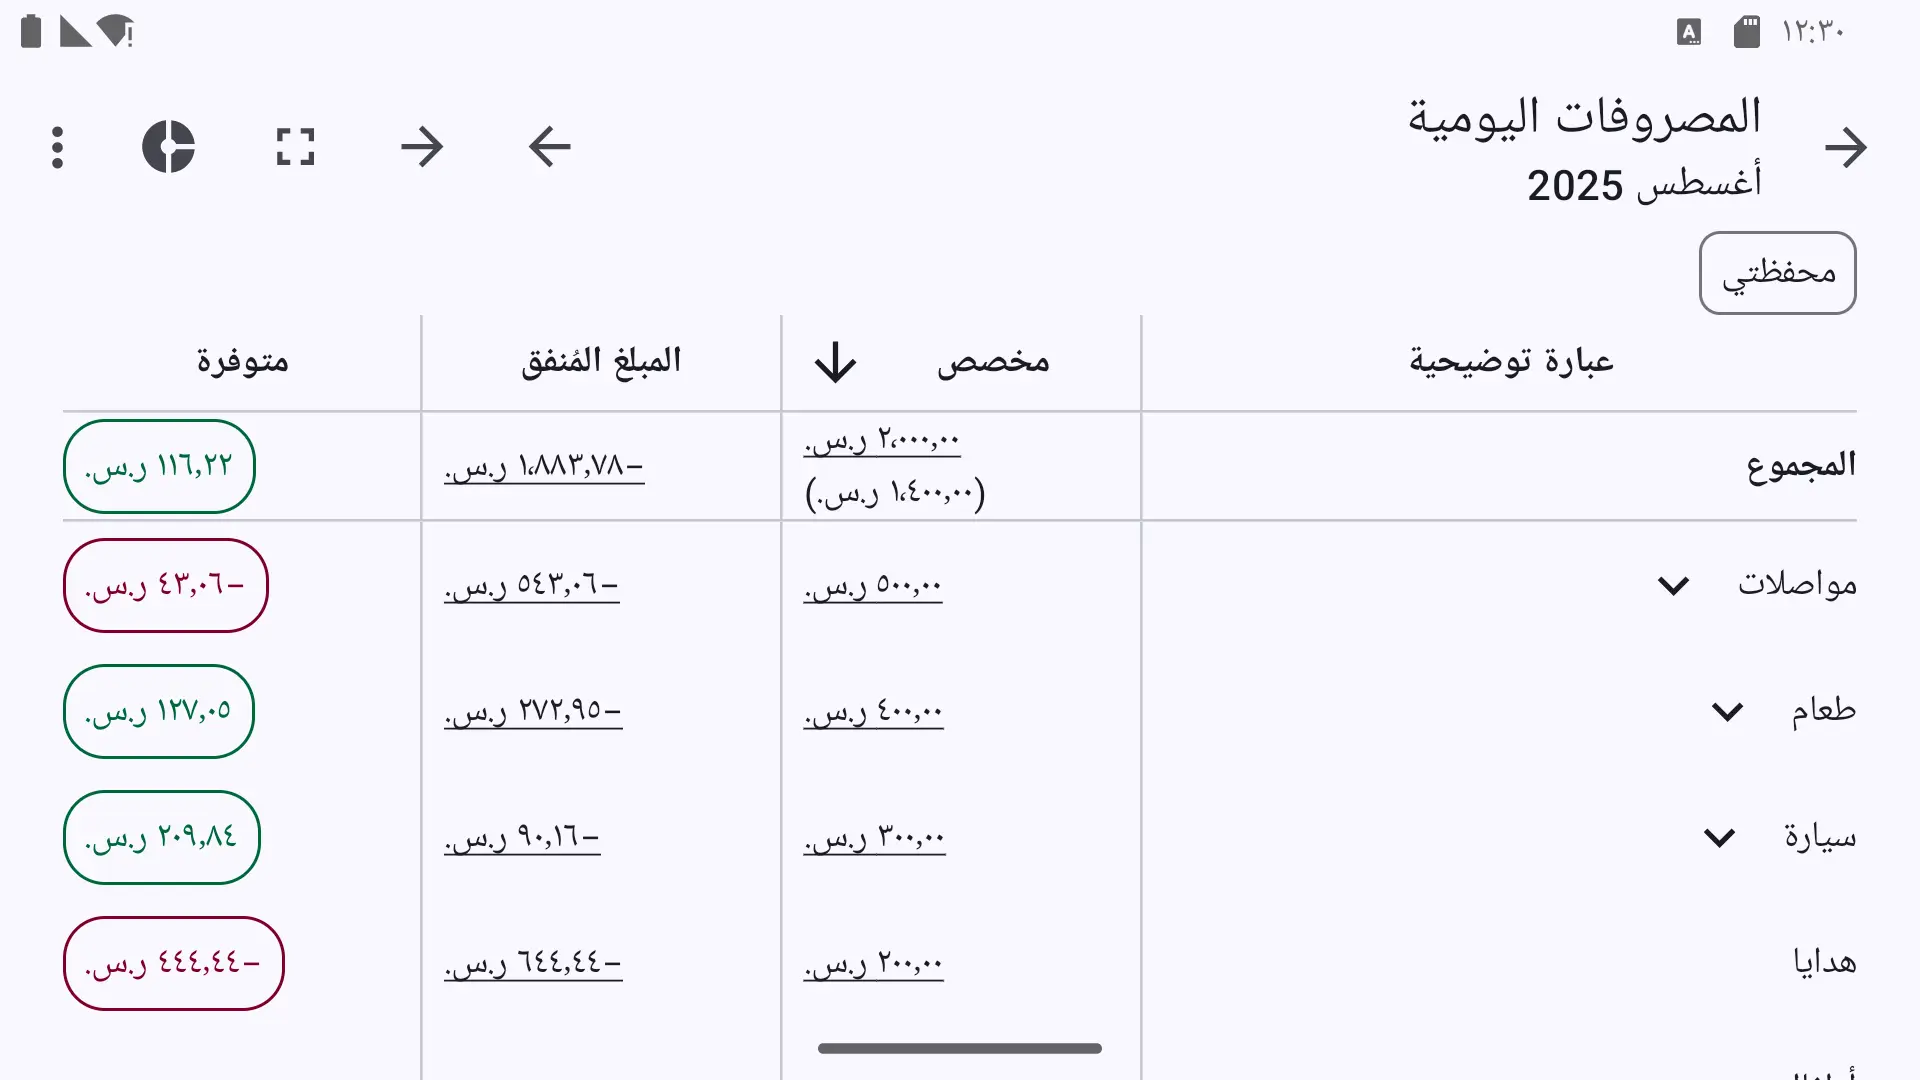 ١٢:٣٠
المصروفات اليومية
أغسطس 2025
محفظتي
عبارة توضيحية
مخصص
المبلغ المُنفق
متوفرة
المجموع
٢٬٠٠٠٫٠٠ ر.س.
(١٬٤٠٠٫٠٠ ر.س.)
−١٬٨٨٣٫٧٨ ر.س.
١١٦٫٢٢ ر.س.
مواصلات
٥٠٠٫٠٠ ر.س.
−٥٤٣٫٠٦ ر.س.
−٤٣٫٠٦ ر.س.
طعام
٤٠٠٫٠٠ ر.س.
−٢٧٢٫٩٥ ر.س.
١٢٧٫٠٥ ر.س.
سيارة
٣٠٠٫٠٠ ر.س.
−٩٠٫١٦ ر.س.
٢٠٩٫٨٤ ر.س.
هدايا
٢٠٠٫٠٠ ر.س.
−٦٤٤٫٤٤ ر.س.
−٤٤٤٫٤٤ ر.س.